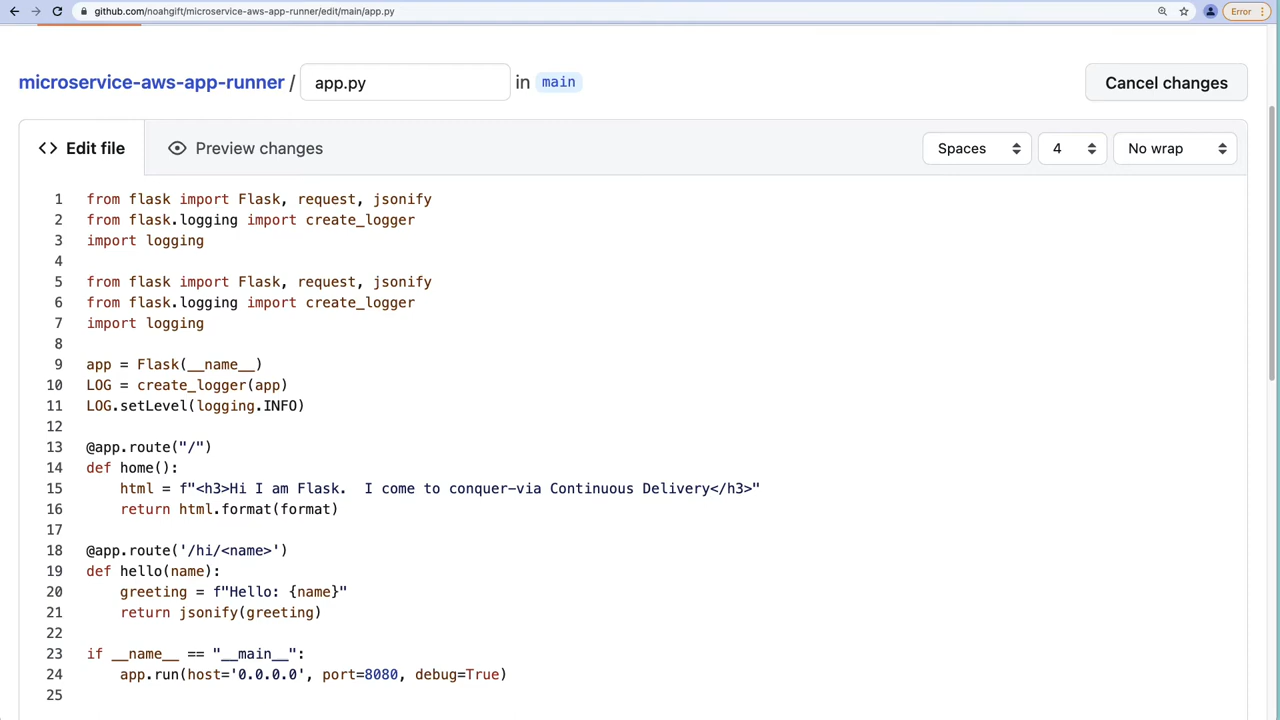 github.com/noahgift/microservice-aws-app-runner/edit/main/app.py
Error
microservice-aws-app-runner / app.py in main
Cancel changes
<> Edit file
Preview changes
Spaces
4
No wrap
1 from flask import Flask, request, jsonify
2 from flask.logging import create_logger
3 import logging
4
5 from flask import Flask, request, jsonify
6 from flask.logging import create_logger
7 import logging
8
9 app = Flask(__name__)
10 LOG = create_logger(app)
11 LOG.setLevel(logging.INFO)
12
13 @app.route("/")
14 def home():
15     html = f"<h3>Hi I am Flask.  I come to conquer-via Continuous Delivery</h3>"
16     return html.format(format)
17
18 @app.route('/hi/<name>')
19 def hello(name):
20     greeting = f"Hello: {name}"
21     return jsonify(greeting)
22
23 if __name__ == "__main__":
24     app.run(host='0.0.0.0', port=8080, debug=True)
25